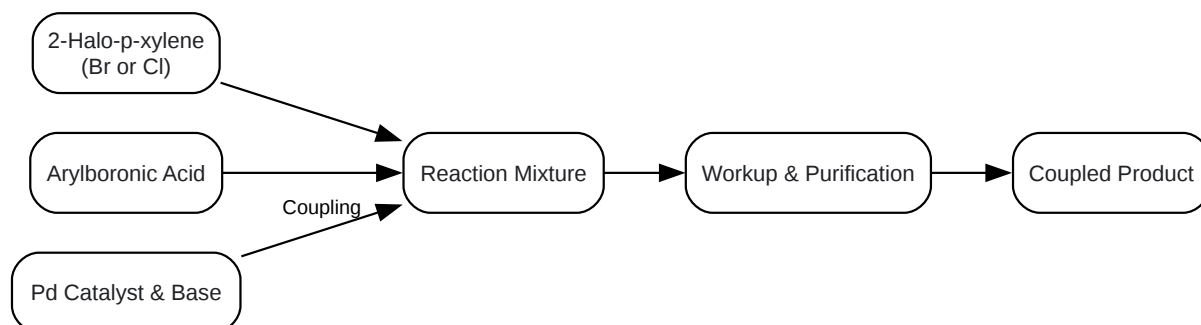 2-Halo-p-xylene
(Br or Cl)
Arylboronic Acid
Reaction Mixture
Workup & Purification
Coupled Product
Coupling
Pd Catalyst & Base